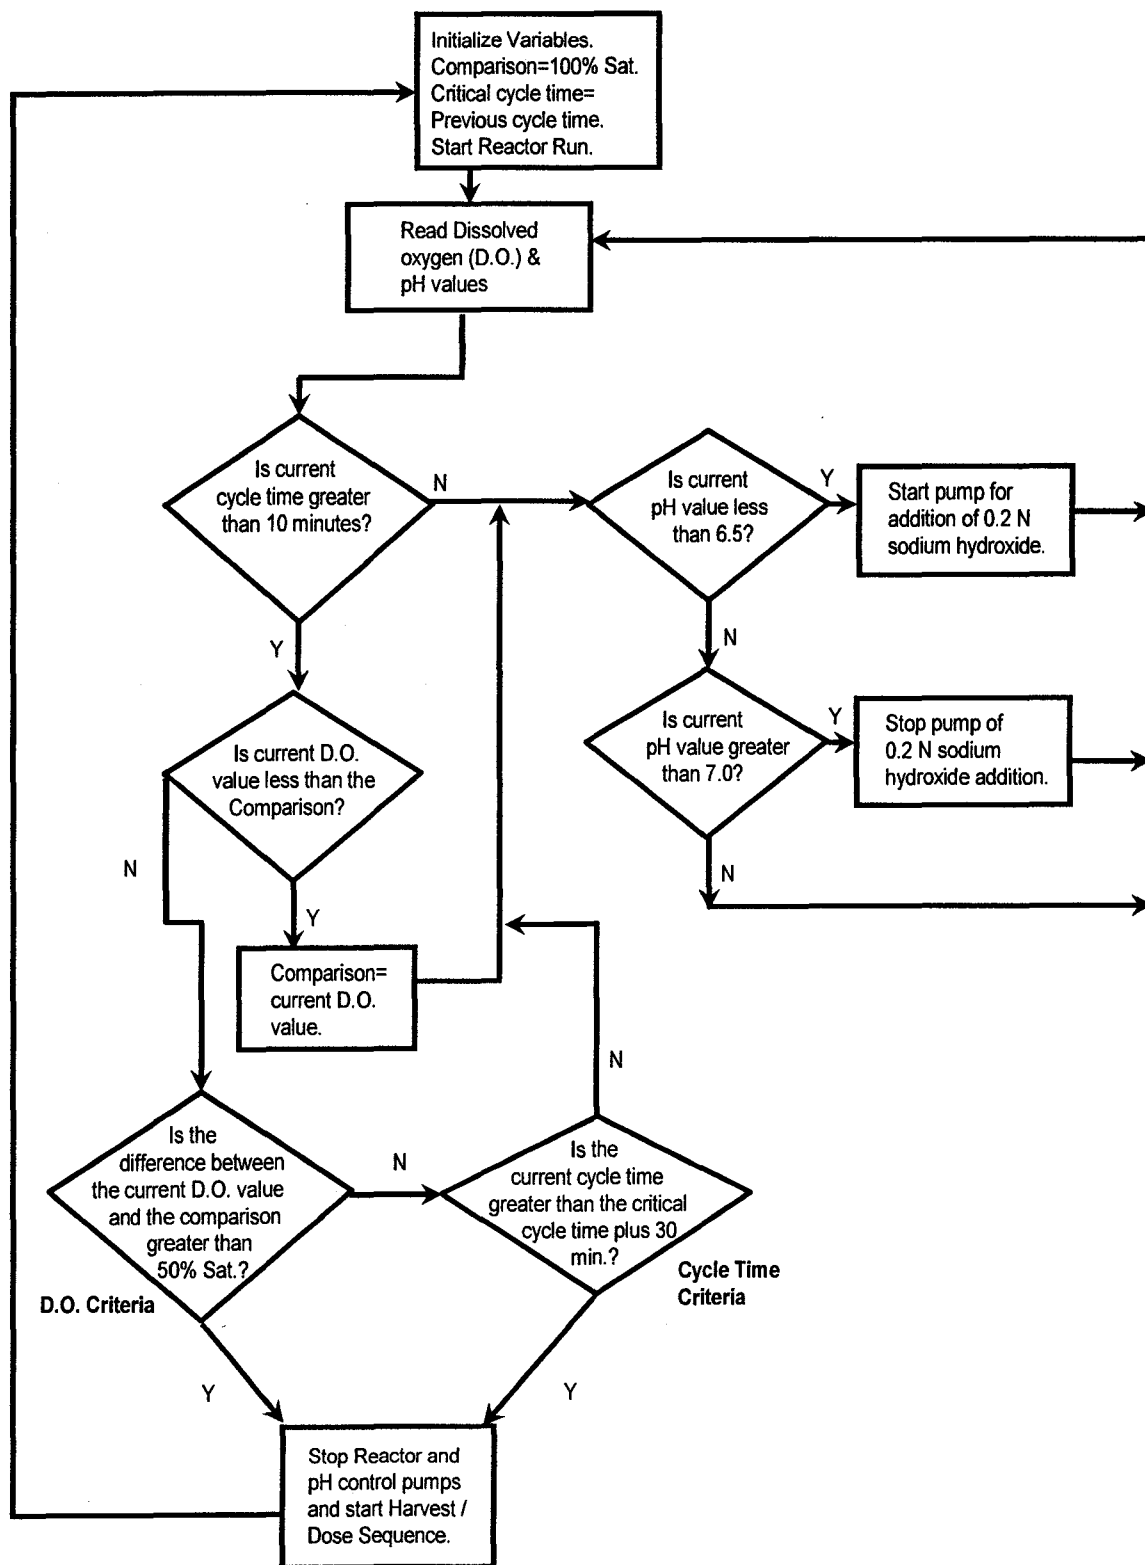 Initialize Variables.
Comparison=100% Sat.
Critical cycle time=
Previous cycle time.
Start Reactor Run.
Read Dissolved
oxygen (D.O.) &
pH values
Is current
cycle time greater
than 10 minutes?
N
Y
Is current
pH value less
than 6.5?
Y
N
Start pump for
addition of 0.2 N
sodium hydroxide.
Is current
pH value greater
than 7.0?
Y
N
Stop pump of
0.2 N sodium
hydroxide addition.
Is current D.O.
value less than the
Comparison?
N
Y
Comparison=
current D.O.
value.
Is the
difference between
the current D.O. value
and the comparison
greater than
50% Sat.?
D.O. Criteria
N
Y
Is the
current cycle time
greater than the critical
cycle time plus 30
min.?
Cycle Time
Criteria
N
Y
Stop Reactor and
pH control pumps
and start Harvest /
Dose Sequence.